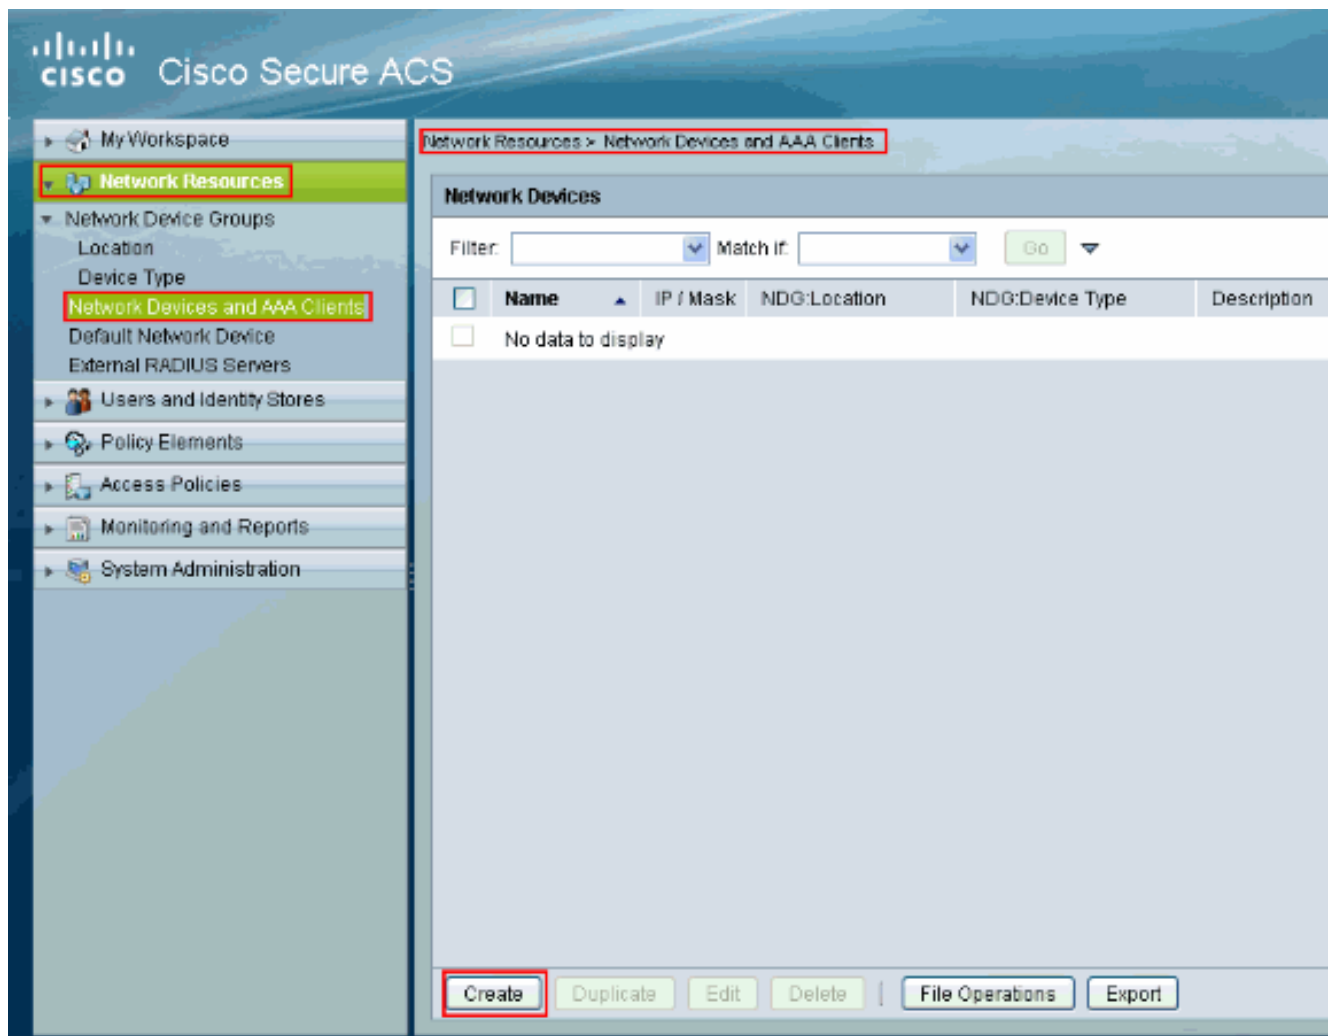 CISCO Cisco Secure ACS
My Workspace
Network Resources
Network Device Groups
Location
Device Type
Network Devices and AAA Clients
Default Network Device
External RADIUS Servers
Users and Identity Stores
Policy Elements
Access Policies
Monitoring and Reports
System Administration
Network Resources > Network Devices and AAA Clients
Network Devices
Filter: Match if: Go
Name IP / Mask NDG:Location NDG:Device Type Description
No data to display
Create Duplicate Edit Delete | File Operations Export